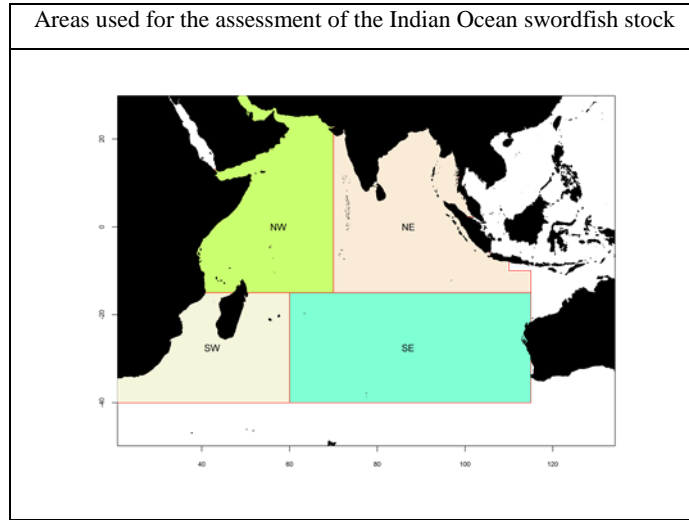 Areas used for the assessment of the Indian Ocean swordfish stock
20
NW
NE
0
-20
SW
SE
-40
40
60
80
100
120